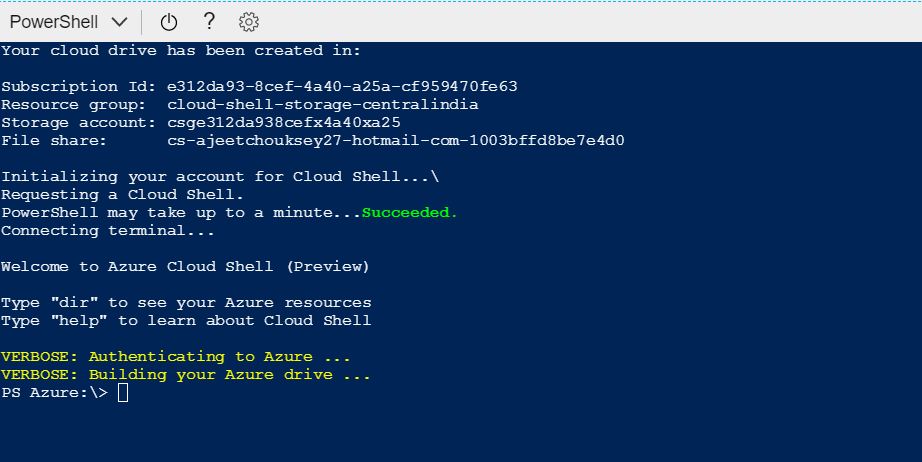 PowerShell
?
Your cloud drive has been created in:
Subscription Id: e312da93-8cef-4a40-a25a-cf959470fe63
Resource group:  cloud-shell-storage-centralindia
Storage account: csge312da938cefx4a40xa25
File share:      cs-ajeetchouksey27-hotmail-com-1003bffd8be7e4d0
Initializing your account for Cloud Shell...\
Requesting a Cloud Shell.
PowerShell may take up to a minute...Succeeded.
Connecting terminal...
Welcome to Azure Cloud Shell (Preview)
Type "dir" to see your Azure resources
Type "help" to learn about Cloud Shell
VERBOSE: Authenticating to Azure ...
VERBOSE: Building your Azure drive ...
PS Azure:\>